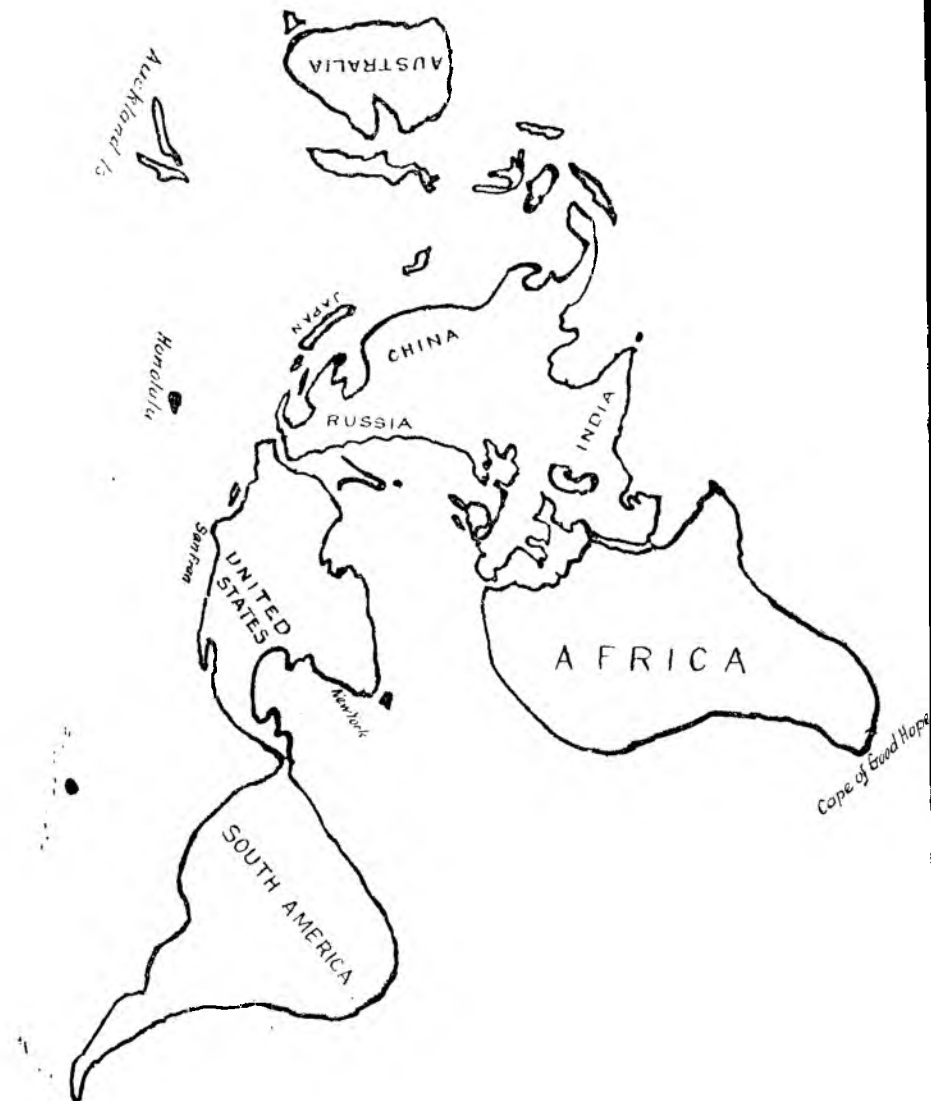 AUSTRALIA
Auckland Is
JAPAN
CHINA
Honolulu
RUSSIA
INDIA
San Fran
UNITED
STATES
AFRICA
New York
Cape of Good Hope
SOUTH AMERICA